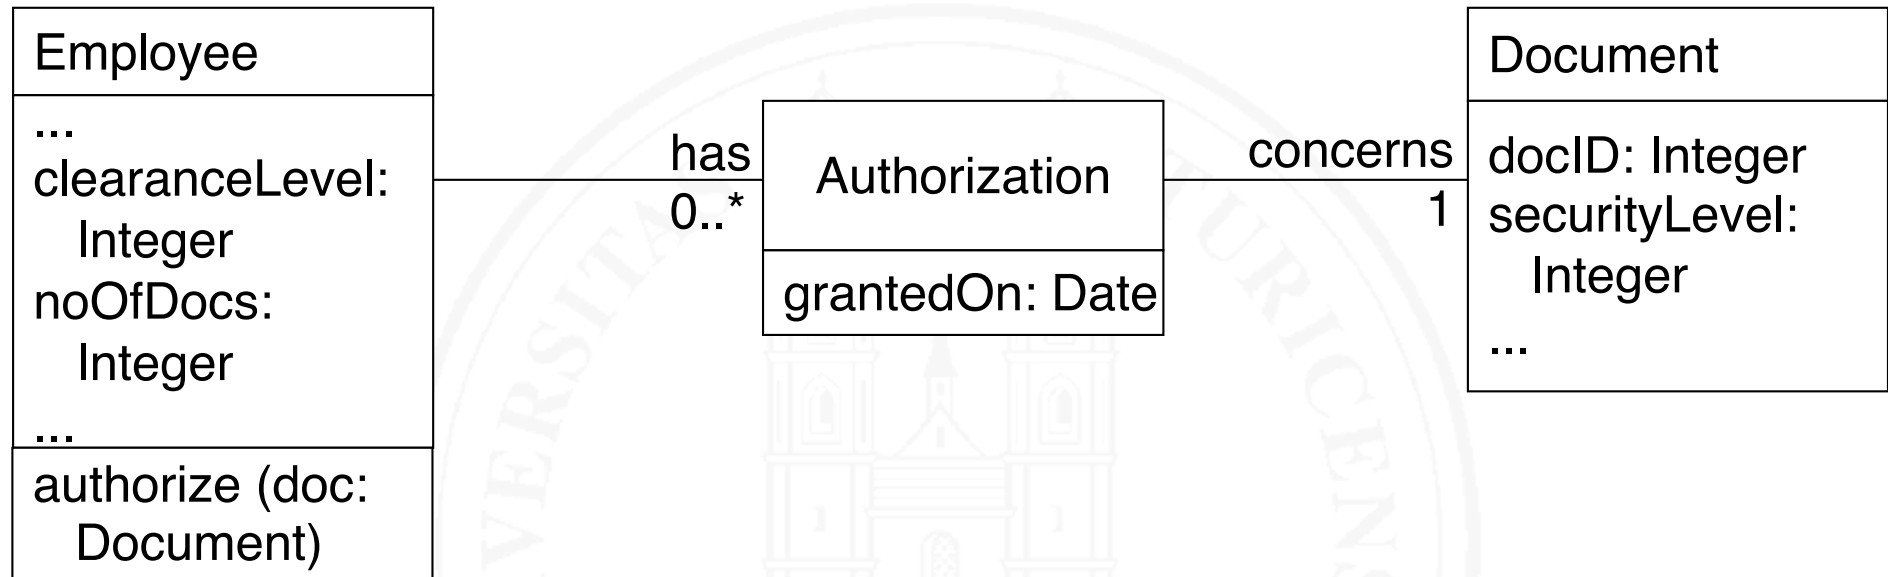 Employee
...
clearanceLevel:
Integer
noOfDocs:
Integer
...
authorize (doc:
Document)
has
0..*
Authorization
grantedOn: Date
concerns
1
Document
docID: Integer
securityLevel:
Integer
...